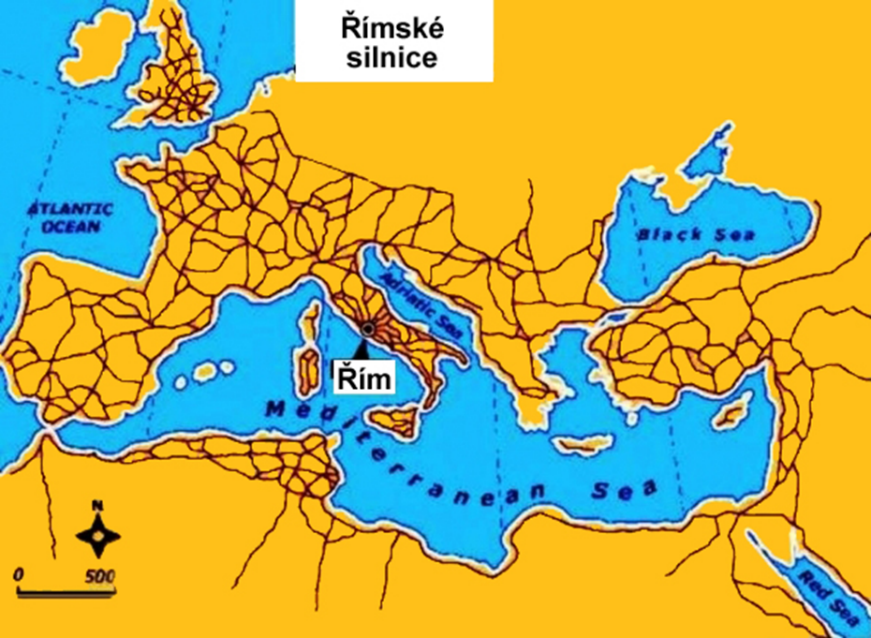 Římské
silnice
ATLANTIC
OCEAN
Black Sea
Adriatic Sea
Řím
Mediterranean Sea
N
0 500
Red Sea